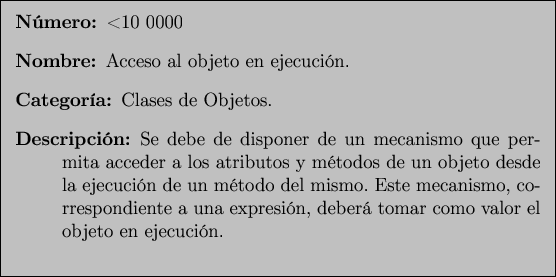 Número: <10 0000
Nombre: Acceso al objeto en ejecución.
Categoría: Clases de Objetos.
Descripción: Se debe de disponer de un mecanismo que per-
mita acceder a los atributos y métodos de un objeto desde
la ejecución de un método del mismo. Este mecanismo, co-
rrespondiente a una expresión, deberá tomar como valor el
objeto en ejecución.